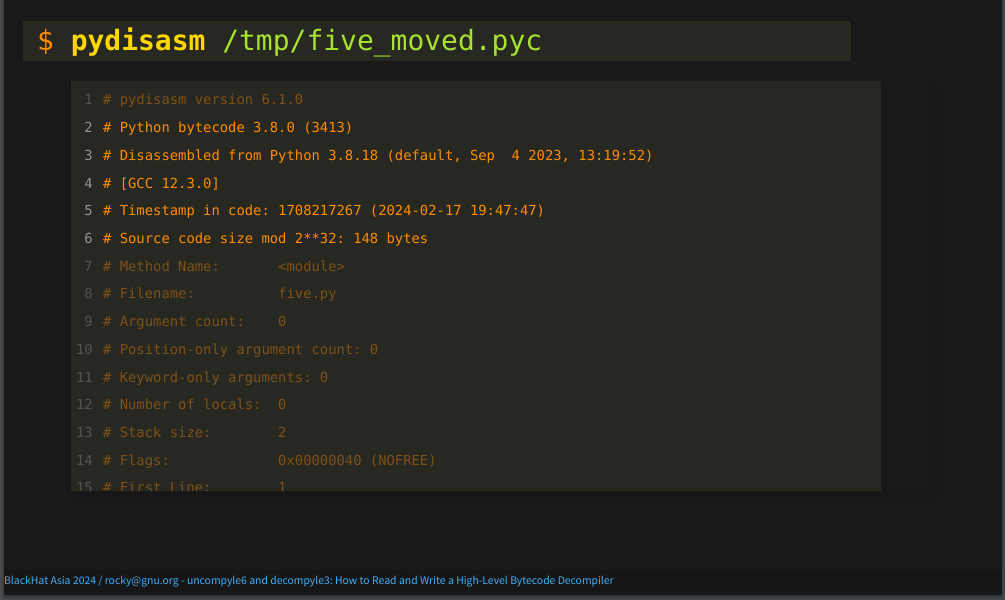 $ pydisasm /tmp/five_moved.pyc
1 # pydisasm version 6.1.0
2 # Python bytecode 3.8.0 (3413)
3 # Disassembled from Python 3.8.18 (default, Sep  4 2023, 13:19:52)
4 # [GCC 12.3.0]
5 # Timestamp in code: 1708217267 (2024-02-17 19:47:47)
6 # Source code size mod 2**32: 148 bytes
7 # Method Name:       <module>
8 # Filename:          five.py
9 # Argument count:    0
10 # Position-only argument count: 0
11 # Keyword-only arguments: 0
12 # Number of locals:  0
13 # Stack size:        2
14 # Flags:             0x00000040 (NOFREE)
15 # First Line:        1
BlackHat Asia 2024 / rocky@gnu.org - uncompyle6 and decompyle3: How to Read and Write a High-Level Bytecode Decompiler